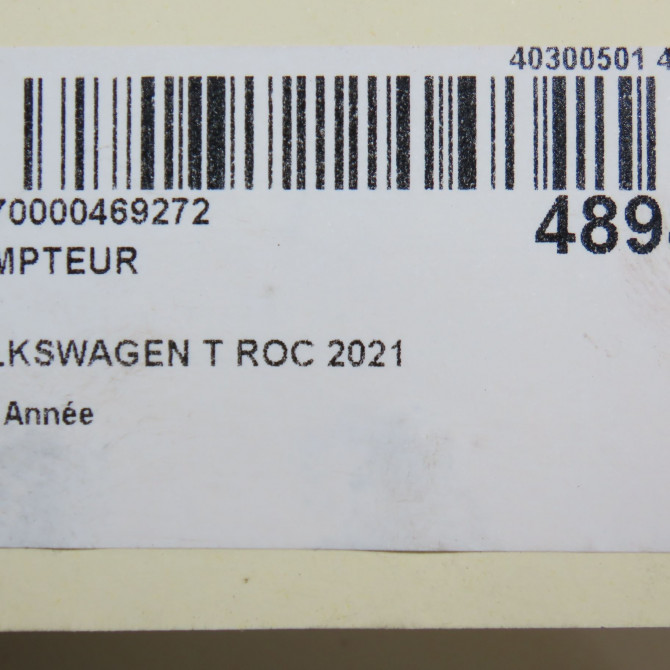 40300501 4
70000469272
489
MPTEUR
LKSWAGEN T ROC 2021
Année